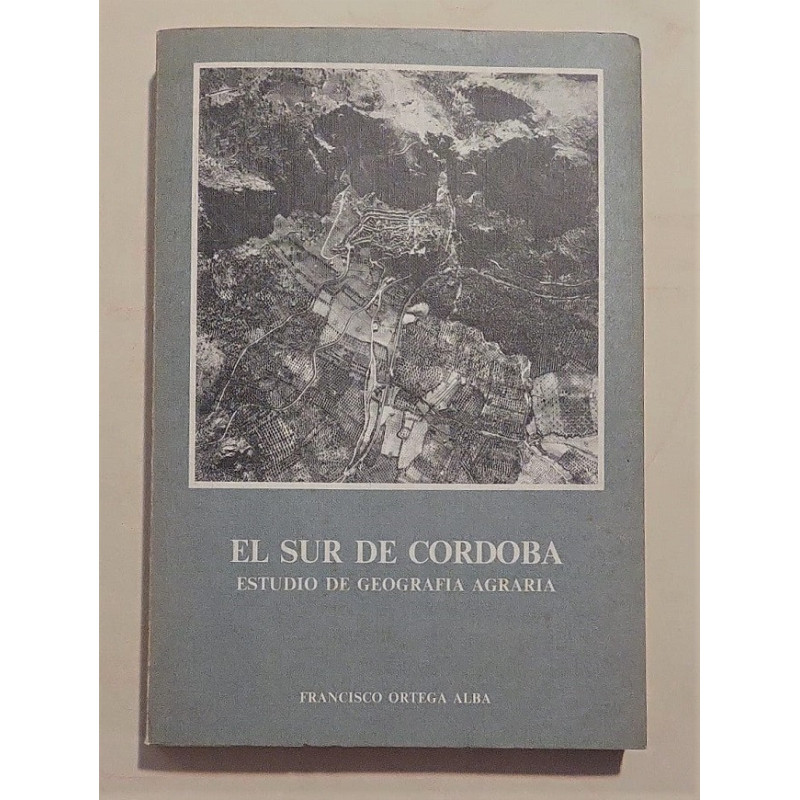 EL SUR DE CORDOBA
ESTUDIO DE GEOGRAFIA AGRARIA
FRANCISCO ORTEGA ALBA